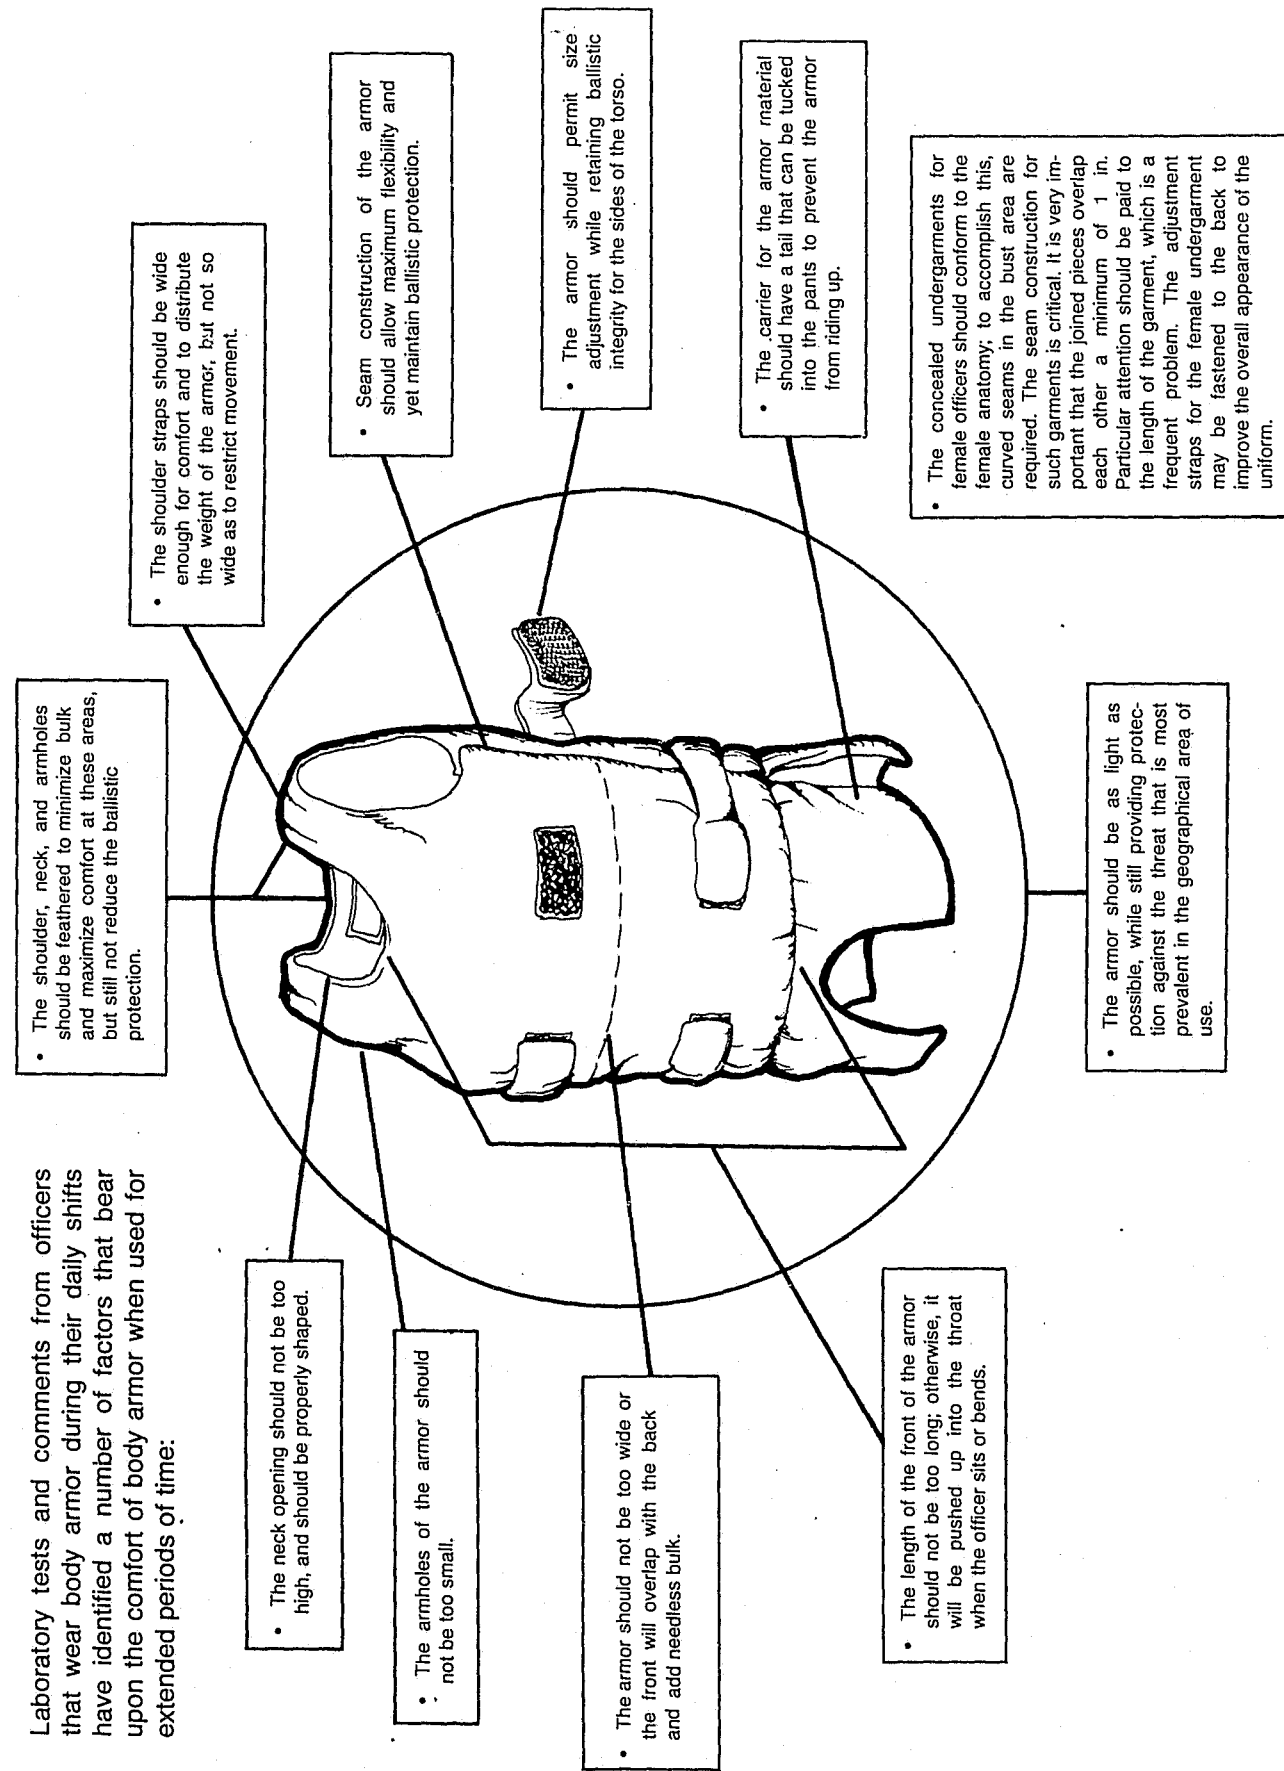 Laboratory tests and comments from officers
that wear body armor during their daily shifts
have identified a number of factors that bear
upon the comfort of body armor when used for
extended periods of time:
• The shoulder, neck, and armholes
should be feathered to minimize bulk
and maximize comfort at these areas,
but still not reduce the ballistic
protection.
• The shoulder straps should be wide
enough for comfort and to distribute
the weight of the armor, but not so
wide as to restrict movement.
• The neck opening should not be too
high, and should be properly shaped.
• Seam construction of the armor
should allow maximum flexibility and
yet maintain ballistic protection.
• The armholes of the armor should
not be too small.
• The armor should permit size
adjustment while retaining ballistic
integrity for the sides of the torso.
• The armor should not be too wide or
the front will overlap with the back
and add needless bulk.
• The carrier for the armor material
should have a tail that can be tucked
into the pants to prevent the armor
from riding up.
• The length of the front of the armor
should not be too long; otherwise, it
will be pushed up into the throat
when the officer sits or bends.
• The armor should be as light as
possible, while still providing protec-
tion against the threat that is most
prevalent in the geographical area of
use.
• The concealed undergarments for
female officers should conform to the
female anatomy; to accomplish this,
curved seams in the bust area are
required. The seam construction for
such garments is critical. It is very im-
portant that the joined pieces overlap
each other a minimum of 1 in.
Particular attention should be paid to
the length of the garment, which is a
frequent problem. The adjustment
straps for the female undergarment
may be fastened to the back to
improve the overall appearance of the
uniform.